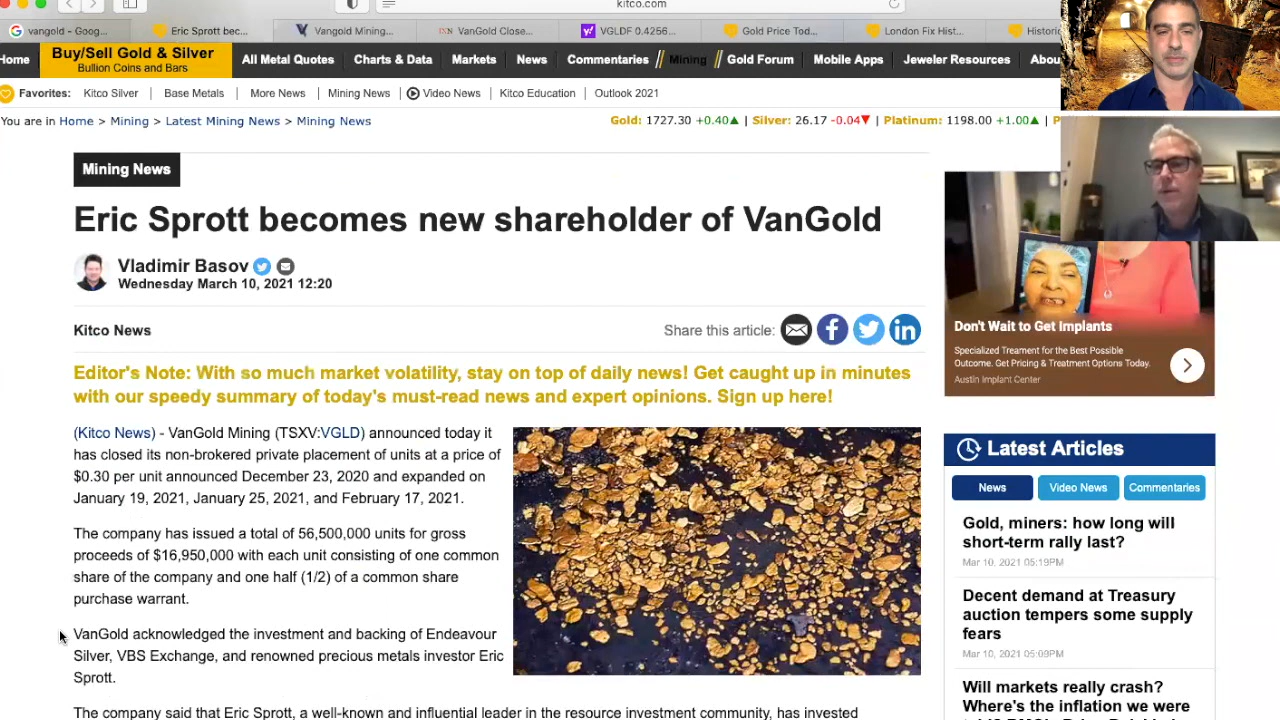 kitco.com
vangold - Goog...
Eric Sprott bec...
Vangold Mining...
VanGold Close...
VGLDF 0.4256...
Gold Price Tod...
London Fix Hist...
Home
Buy/Sell Gold & Silver
Bullion Coins and Bars
All Metal Quotes
Charts & Data
Markets
News
Commentaries
Mining
Gold Forum
Mobile Apps
Jeweler Resources
Favorites:
Kitco Silver
Base Metals
More News
Mining News
Video News
Kitco Education
Outlook 2021
You are in Home > Mining > Latest Mining News > Mining News
Gold: 1727.30 +0.40▲ | Silver: 26.17 -0.04▼ | Platinum: 1198.00 +1.00▲ |
Mining News
Eric Sprott becomes new shareholder of VanGold
Vladimir Basov
Wednesday March 10, 2021 12:20
Kitco News
Share this article:
Editor's Note: With so much market volatility, stay on top of daily news! Get caught up in minutes
with our speedy summary of today's must-read news and expert opinions. Sign up here!
(Kitco News) - VanGold Mining (TSXV:VGLD) announced today it
has closed its non-brokered private placement of units at a price of
$0.30 per unit announced December 23, 2020 and expanded on
January 19, 2021, January 25, 2021, and February 17, 2021.
The company has issued a total of 56,500,000 units for gross
proceeds of $16,950,000 with each unit consisting of one common
share of the company and one half (1/2) of a common share
purchase warrant.
VanGold acknowledged the investment and backing of Endeavour
Silver, VBS Exchange, and renowned precious metals investor Eric
Sprott.
The company said that Eric Sprott, a well-known and influential leader in the resource investment community, has invested
Don't Wait to Get Implants
Specialized Treament for the Best Possible
Outcome. Get Pricing & Treatment Options Today.
Austin Implant Center
Latest Articles
News
Video News
Commentaries
Gold, miners: how long will
short-term rally last?
Mar 10, 2021 05:19PM
Decent demand at Treasury
auction tempers some supply
fears
Mar 10, 2021 05:09PM
Will markets really crash?
Where's the inflation we were